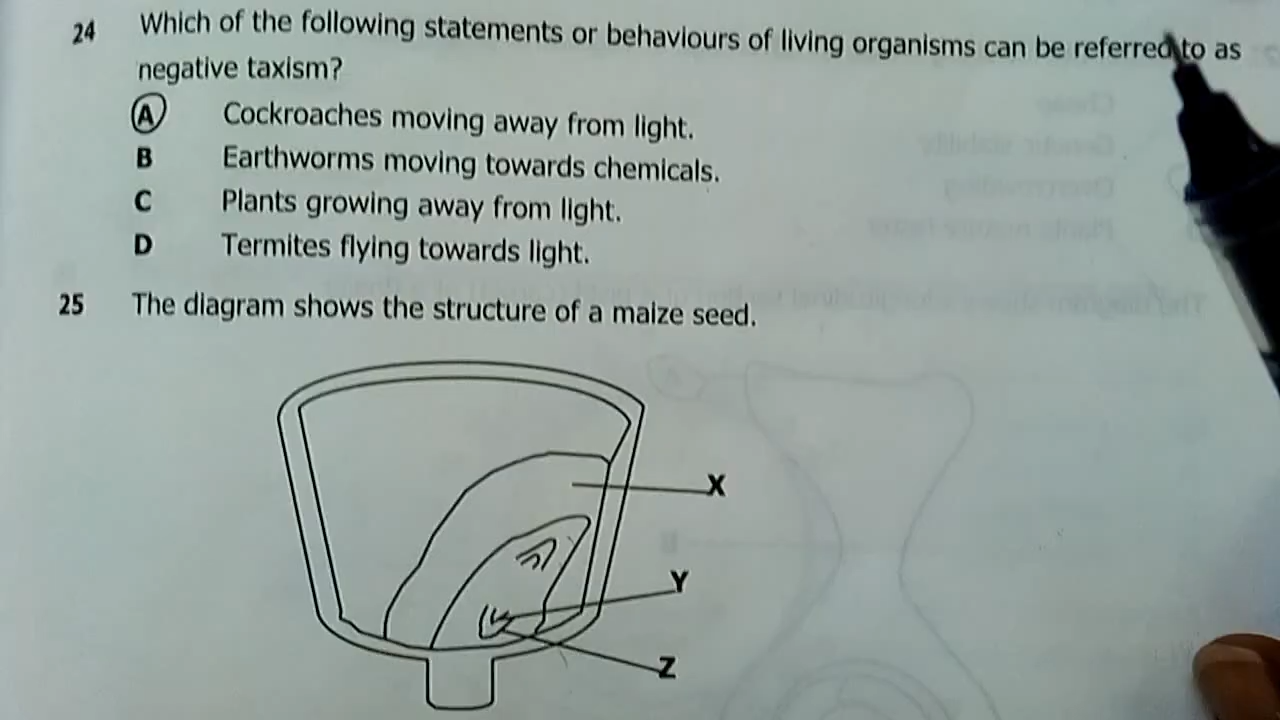 24 Which of the following statements or behaviours of living organisms can be referred to as
negative taxism?
A Cockroaches moving away from light.
B Earthworms moving towards chemicals.
C Plants growing away from light.
D Termites flying towards light.
25 The diagram shows the structure of a maize seed.
X
Y
Z